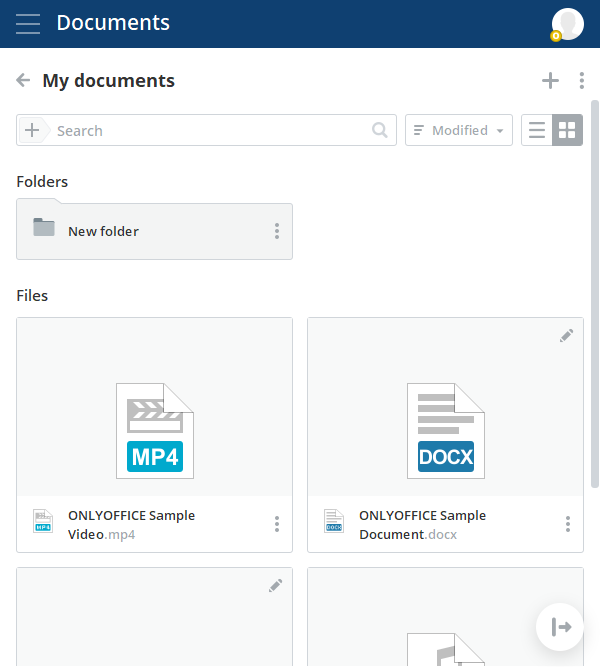 Documents
My documents
Search
Modified
Folders
New folder
Files
MP4
DOCX
ONLYOFFICE Sample
Video.mp4
ONLYOFFICE Sample
Document.docx